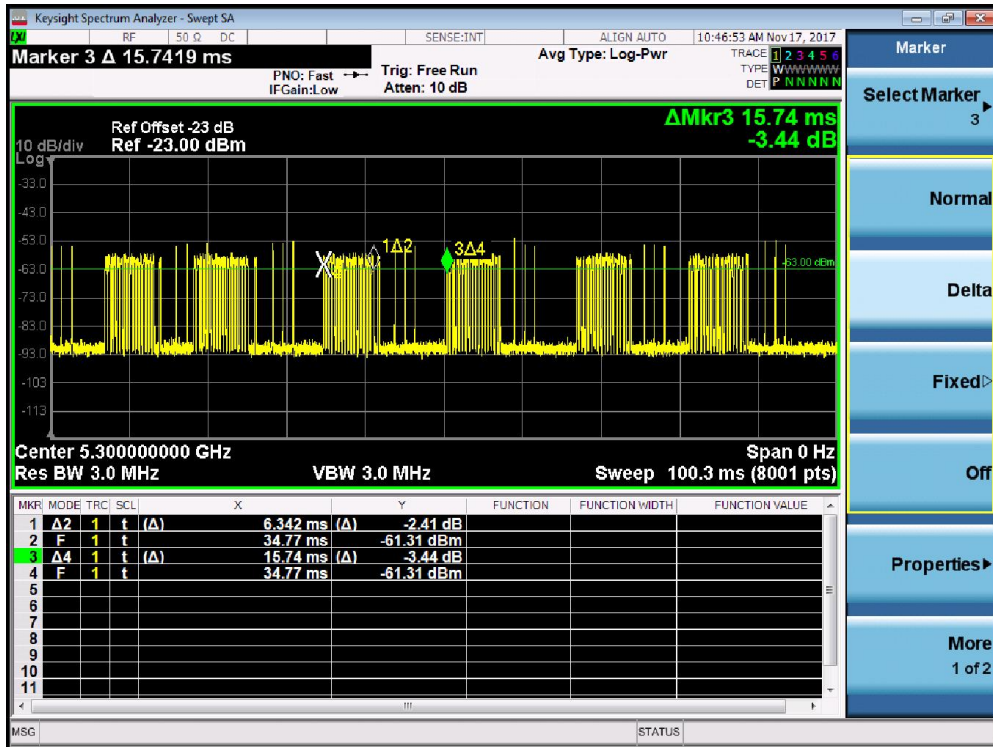 Keysight Spectrum Analyzer - Swept SA
LXI RF 50 Ω DC SENSE:INT ALIGN AUTO 10:46:53 AM Nov 17, 2017
Marker 3 Δ 15.7419 ms
PNO: Fast
IFGain:Low
Trig: Free Run
Atten: 10 dB
Avg Type: Log-Pwr
TRACE 1 2 3 4 5 6
TYPE WWWWWW
DET P N N N N N
Ref Offset -23 dB
Ref -23.00 dBm
10 dB/div
Log
ΔMkr3 15.74 ms
-3.44 dB
-33.0
-43.0
-53.0
-63.0
-73.0
-83.0
-93.0
-103
-113
1Δ2
3Δ4
-63.00 dBm
Center 5.300000000 GHz
Span 0 Hz
Res BW 3.0 MHz
VBW 3.0 MHz
Sweep 100.3 ms (8001 pts)
MKR MODE TRC SCL X Y FUNCTION FUNCTION WIDTH FUNCTION VALUE
1 Δ2 1 t (Δ) 6.342 ms (Δ) -2.41 dB
2 F 1 t 34.77 ms -61.31 dBm
3 Δ4 1 t (Δ) 15.74 ms (Δ) -3.44 dB
4 F 1 t 34.77 ms -61.31 dBm
5
6
7
8
9
10
11
MSG
STATUS
Marker
Select Marker
3
Normal
Delta
Fixed
Off
Properties
More
1 of 2